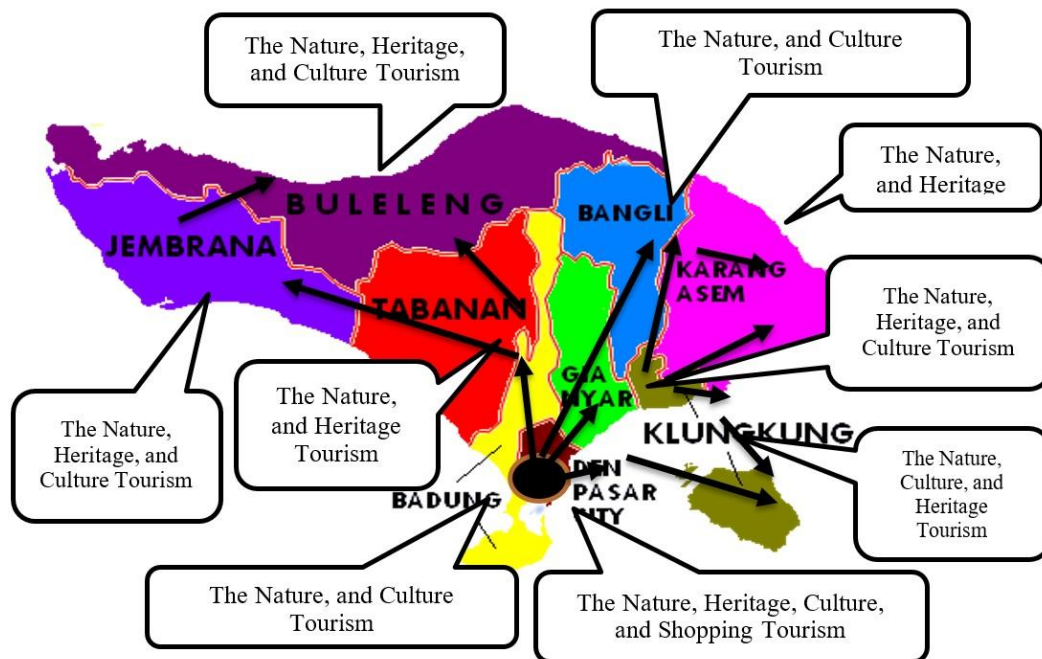 The Nature, Heritage,
and Culture Tourism
The Nature, and Culture
Tourism
The Nature,
and Heritage
BULELENG
BANGLI
JEMBRANA
KARANG
ASEM
TABANAN
The Nature,
Heritage, and
Culture Tourism
GIA
NYAR
The Nature,
and Heritage
Tourism
The Nature,
Heritage, and
Culture Tourism
KLUNGKUNG
The Nature,
Culture, and
Heritage
Tourism
BADUNG
DEN
PASAR
CITY
The Nature, and Culture
Tourism
The Nature, Heritage, Culture,
and Shopping Tourism